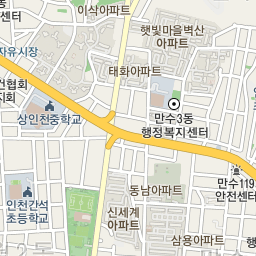 이삭아파트
햇빛마을벽산
아파트
자유시장
태화아파트
건협회
지회
상인천중학교
만수3동
행정복지센터
만수119
안전센터
동남아파트
인천간석
초등학교
신세계
아파트
삼용아파트
행